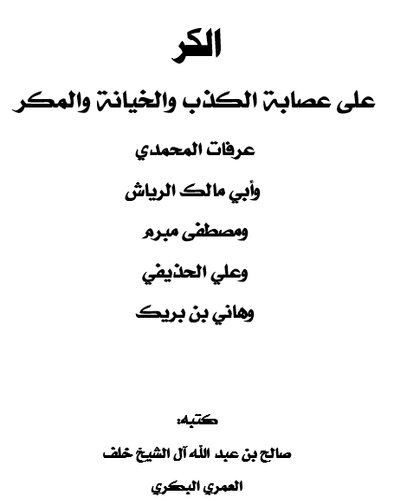 الكر
على عصابة الكذب والخيانة والمكر
عرفات المحمدي
وأبي مالك الرياش
ومصطفى مبرم
وعلي الحذيفي
وهاني بن بريك
كتبه:
صالح بن عبد الله آل الشيخ خلف
العمري البكري